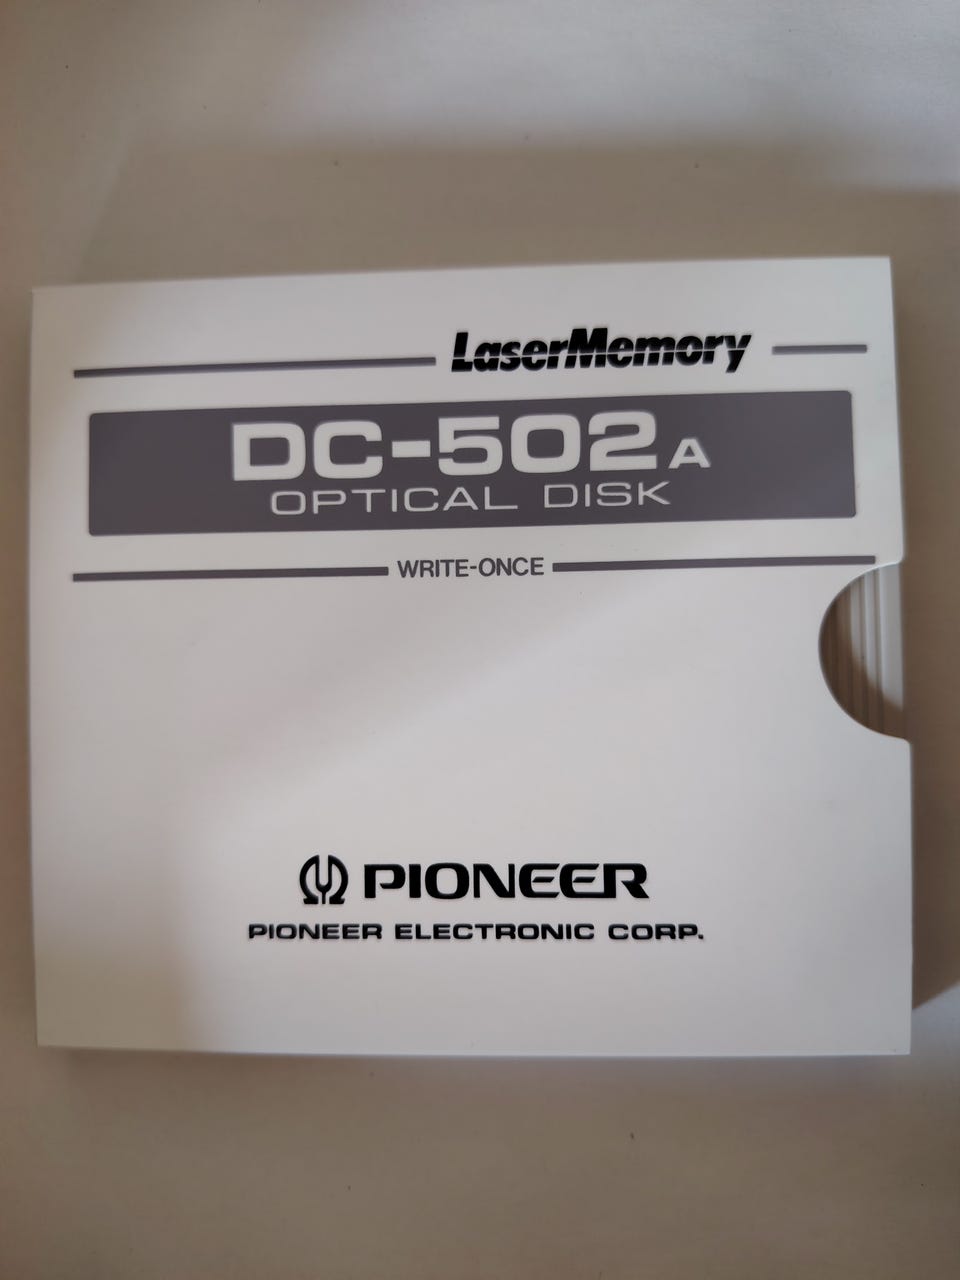 LaserMemory
DC-502A
OPTICAL DISK
WRITE-ONCE
PIONEER
PIONEER ELECTRONIC CORP.